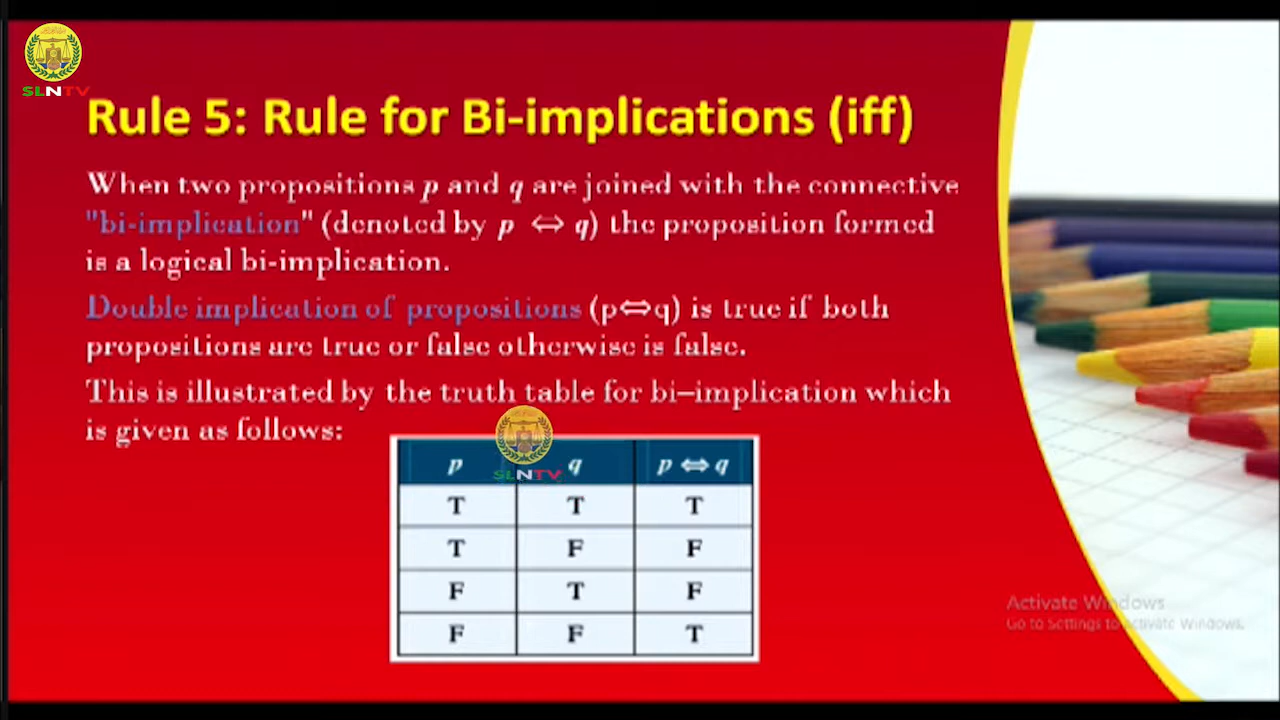 SLNTV
Rule 5: Rule for Bi-implications (iff)
When two propositions p and q are joined with the connective
"bi-implication" (denoted by p ⇔ q) the proposition formed
is a logical bi-implication.
Double implication of propositions (p⇔q) is true if both
propositions are true or false otherwise is false.
This is illustrated by the truth table for bi–implication which
is given as follows:
SLNTV
p q p ⇔ q
T T T
T F F
F T F
F F T
Activate Windows
Go to Settings to activate Windows.